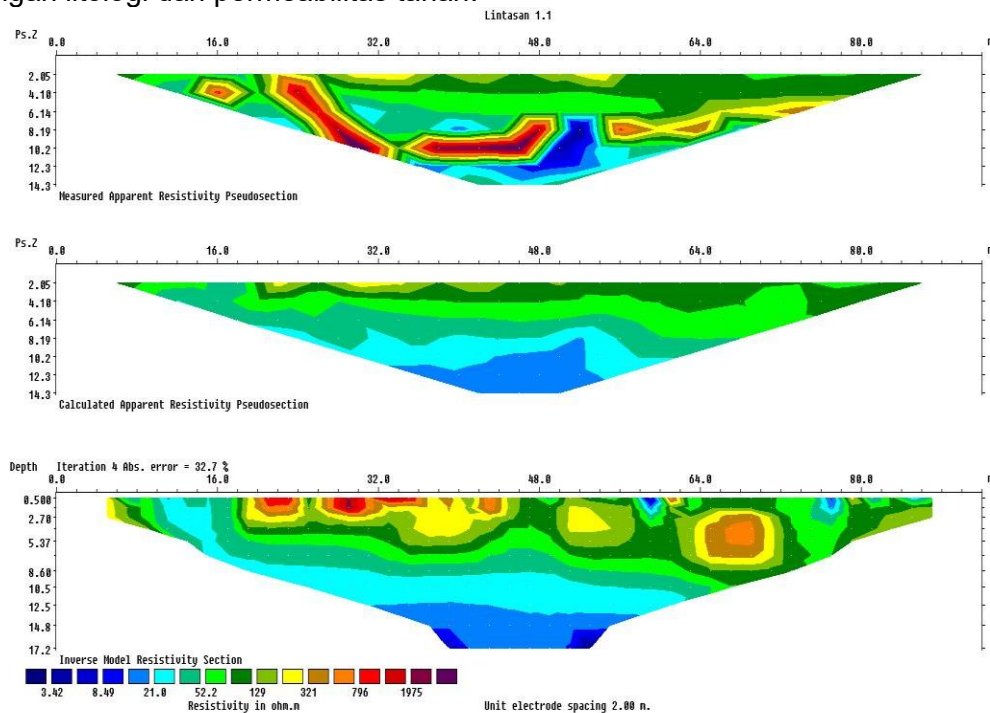 Lintasan 1.1
Ps.Z 0.0 16.0 32.0 48.0 64.0 80.0
2.05
4.10
6.14
8.19
10.2
12.3
14.3
Measured Apparent Resistivity Pseudosection
Ps.Z 0.0 16.0 32.0 48.0 64.0 80.0
2.05
4.10
6.14
8.19
10.2
12.3
14.3
Calculated Apparent Resistivity Pseudosection
Depth Iteration 4 Abs. error = 32.7 %
0.0 16.0 32.0 48.0 64.0 80.0
0.500
2.70
5.37
8.60
10.5
12.5
14.8
17.2
Inverse Model Resistivity Section
3.42 8.49 21.0 52.2 129 321 796 1975
Resistivity in ohm.m Unit electrode spacing 2.00 m.